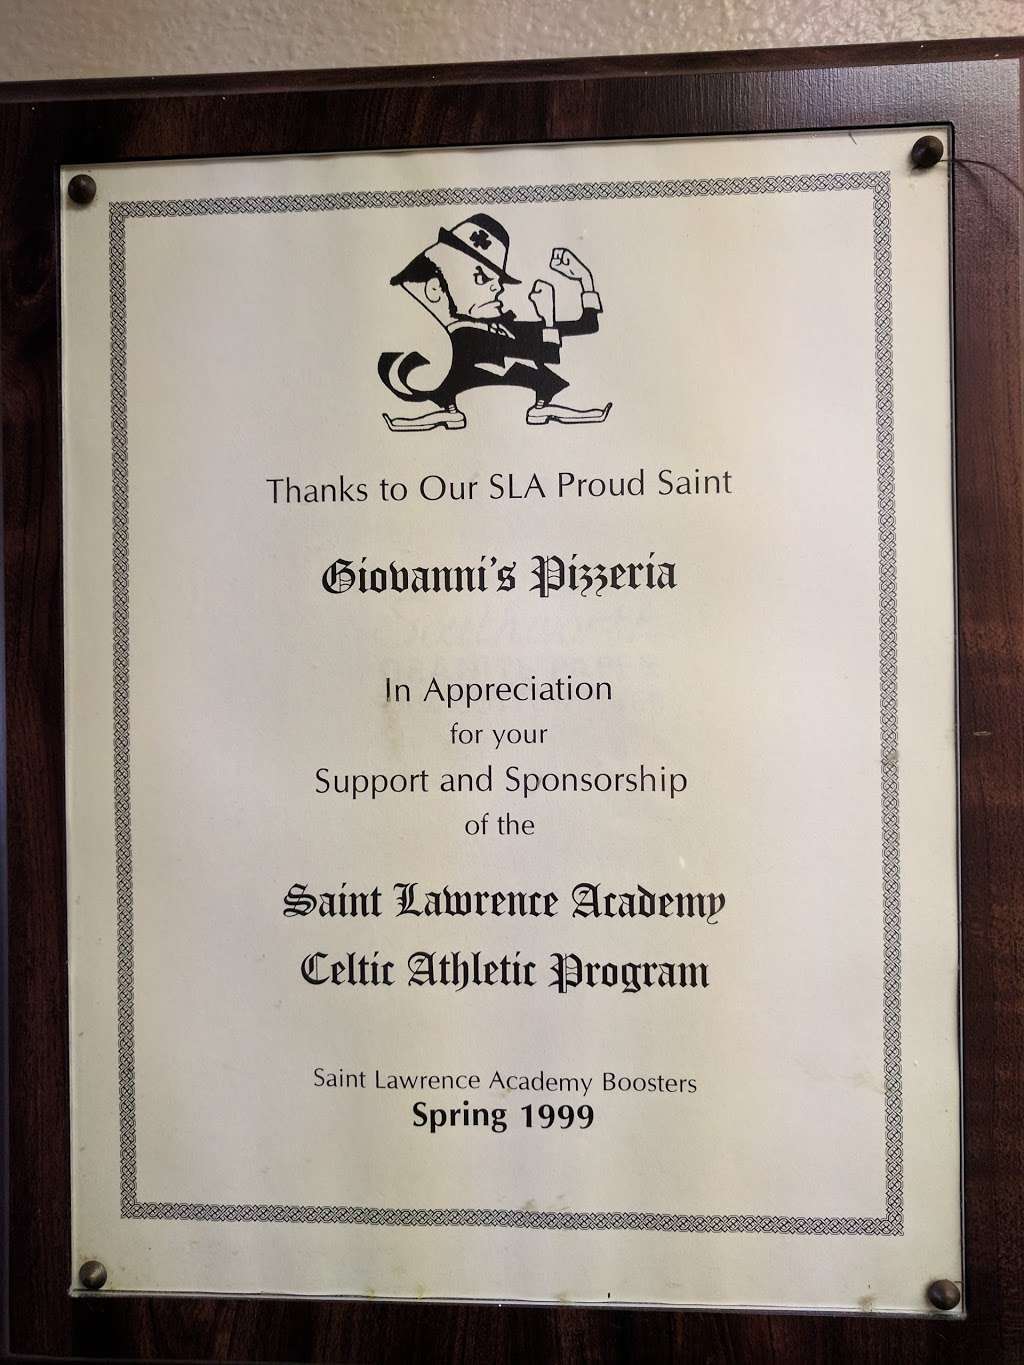 Thanks to Our SLA Proud Saint
Giovanni's Pizzeria
In Appreciation
for your
Support and Sponsorship
of the
Saint Lawrence Academy
Celtic Athletic Program
Saint Lawrence Academy Boosters
Spring 1999